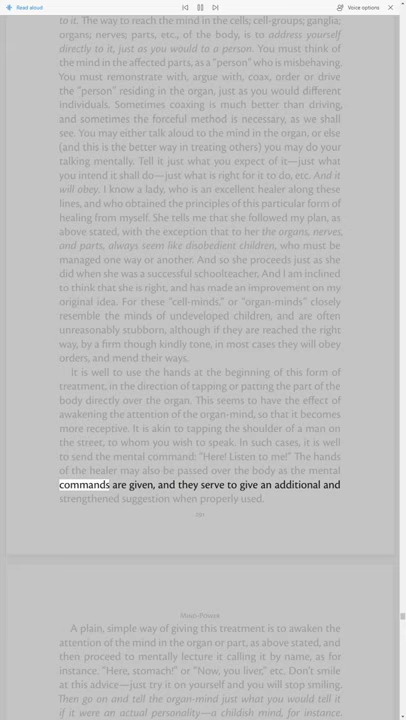 Read aloud
Voice options
to it. The way to reach the mind in the cells; cell-groups; ganglia;
organs; nerves; parts, etc., of the body, is to address yourself
directly to it, just as you would to a person. You must think of
the mind in the affected parts, as a “person” who is misbehaving.
You must remonstrate with, argue with, coax, order or drive
the “person” residing in the organ, just as you would different
individuals. Sometimes coaxing is much better than driving,
and sometimes the forceful method is necessary, as we shall
see. You may either talk aloud to the mind in the organ, or else
(and this is the better way in treating others) you may do your
talking mentally. Tell it just what you expect of it—just what
you intend it shall do—just what is right for it to do, etc. And it
will obey. I know a lady, who is an excellent healer along these
lines, and who obtained the principles of this particular form of
healing from myself. She tells me that she followed my plan, as
above stated, with the exception that to her the organs, nerves,
and parts, always seem like disobedient children, who must be
managed one way or another. And so she proceeds just as she
did when she was a successful schoolteacher. And I am inclined
to think that she is right, and has made an improvement on my
original idea. For these “cell-minds,” or “organ-minds” closely
resemble the minds of undeveloped children, and are often
unreasonably stubborn, although if they are reached the right
way, by a firm though kindly tone, in most cases they will obey
orders, and mend their ways.
It is well to use the hands at the beginning of this form of
treatment, in the direction of tapping or patting the part of the
body directly over the organ. This seems to have the effect of
awakening the attention of the organ-mind, so that it becomes
more receptive. It is akin to tapping the shoulder of a man on
the street, to whom you wish to speak. In such cases, it is well
to send the mental command: “Here! Listen to me!” The hands
of the healer may also be passed over the body as the mental
commands are given, and they serve to give an additional and
strengthened suggestion when properly used.
Mind-Power
A plain, simple way of giving this treatment is to awaken the
attention of the mind in the organ or part, as above stated, and
then proceed to mentally lecture it calling it by name, as for
instance. “Here, stomach!” or “Now, you liver,” etc. Don’t smile
at this advice—just try it on yourself and you will stop smiling.
Then go on and tell the organ-mind just what you would tell it
if it were an actual personality—a childish mind, for instance.